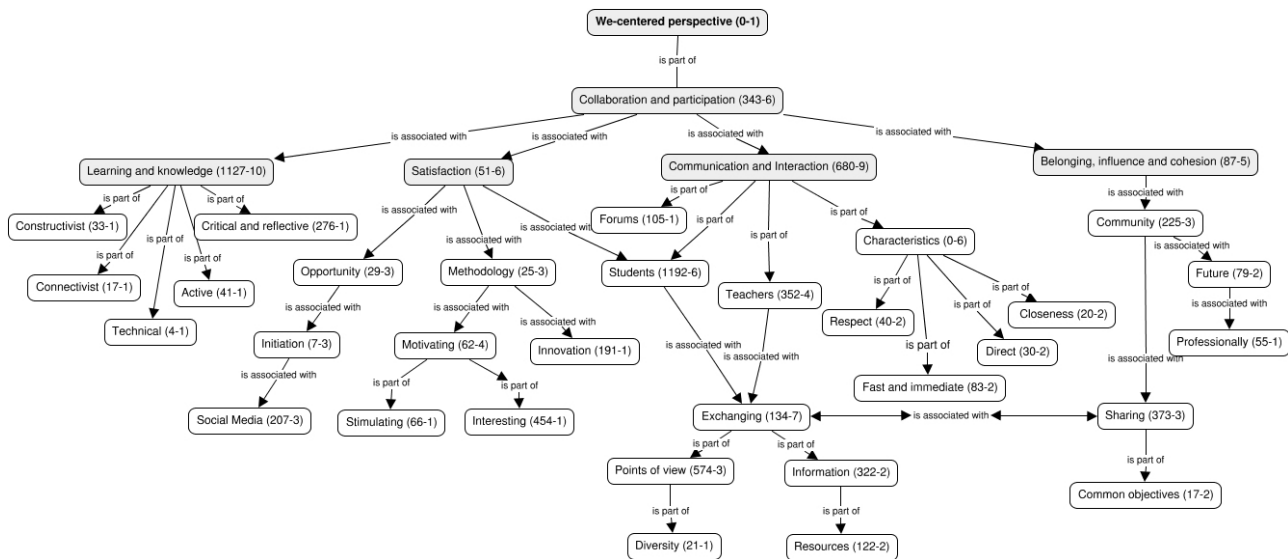 We-centered perspective (0-1)
is part of
Collaboration and participation (343-6)
is associated with
is associated with
is associated with
is associated with
Learning and knowledge (1127-10)
Satisfaction (51-6)
Communication and Interaction (680-9)
Belonging, influence and cohesion (87-5)
is part of
is part of
is associated with
is part of
is part of
is part of
is associated with
Constructivist (33-1)
Critical and reflective (276-1)
Forums (105-1)
Community (225-3)
is part of
is part of
is associated with
is associated with
Characteristics (0-6)
is associated with
Connectivist (17-1)
Active (41-1)
Opportunity (29-3)
Methodology (25-3)
Students (1192-6)
Teachers (352-4)
is part of
is part of
is part of
Future (79-2)
Technical (4-1)
is associated with
is associated with
is associated with
Respect (40-2)
is part of
Direct (30-2)
Closeness (20-2)
is associated with
Initiation (7-3)
Motivating (62-4)
Innovation (191-1)
is associated with
is associated with
Professionally (55-1)
is associated with
is part of
is part of
Fast and immediate (83-2)
is associated with
Social Media (207-3)
Stimulating (66-1)
Interesting (454-1)
Exchanging (134-7)
is associated with
Sharing (373-3)
is part of
is part of
is part of
Points of view (574-3)
Information (322-2)
Common objectives (17-2)
is part of
is part of
Diversity (21-1)
Resources (122-2)